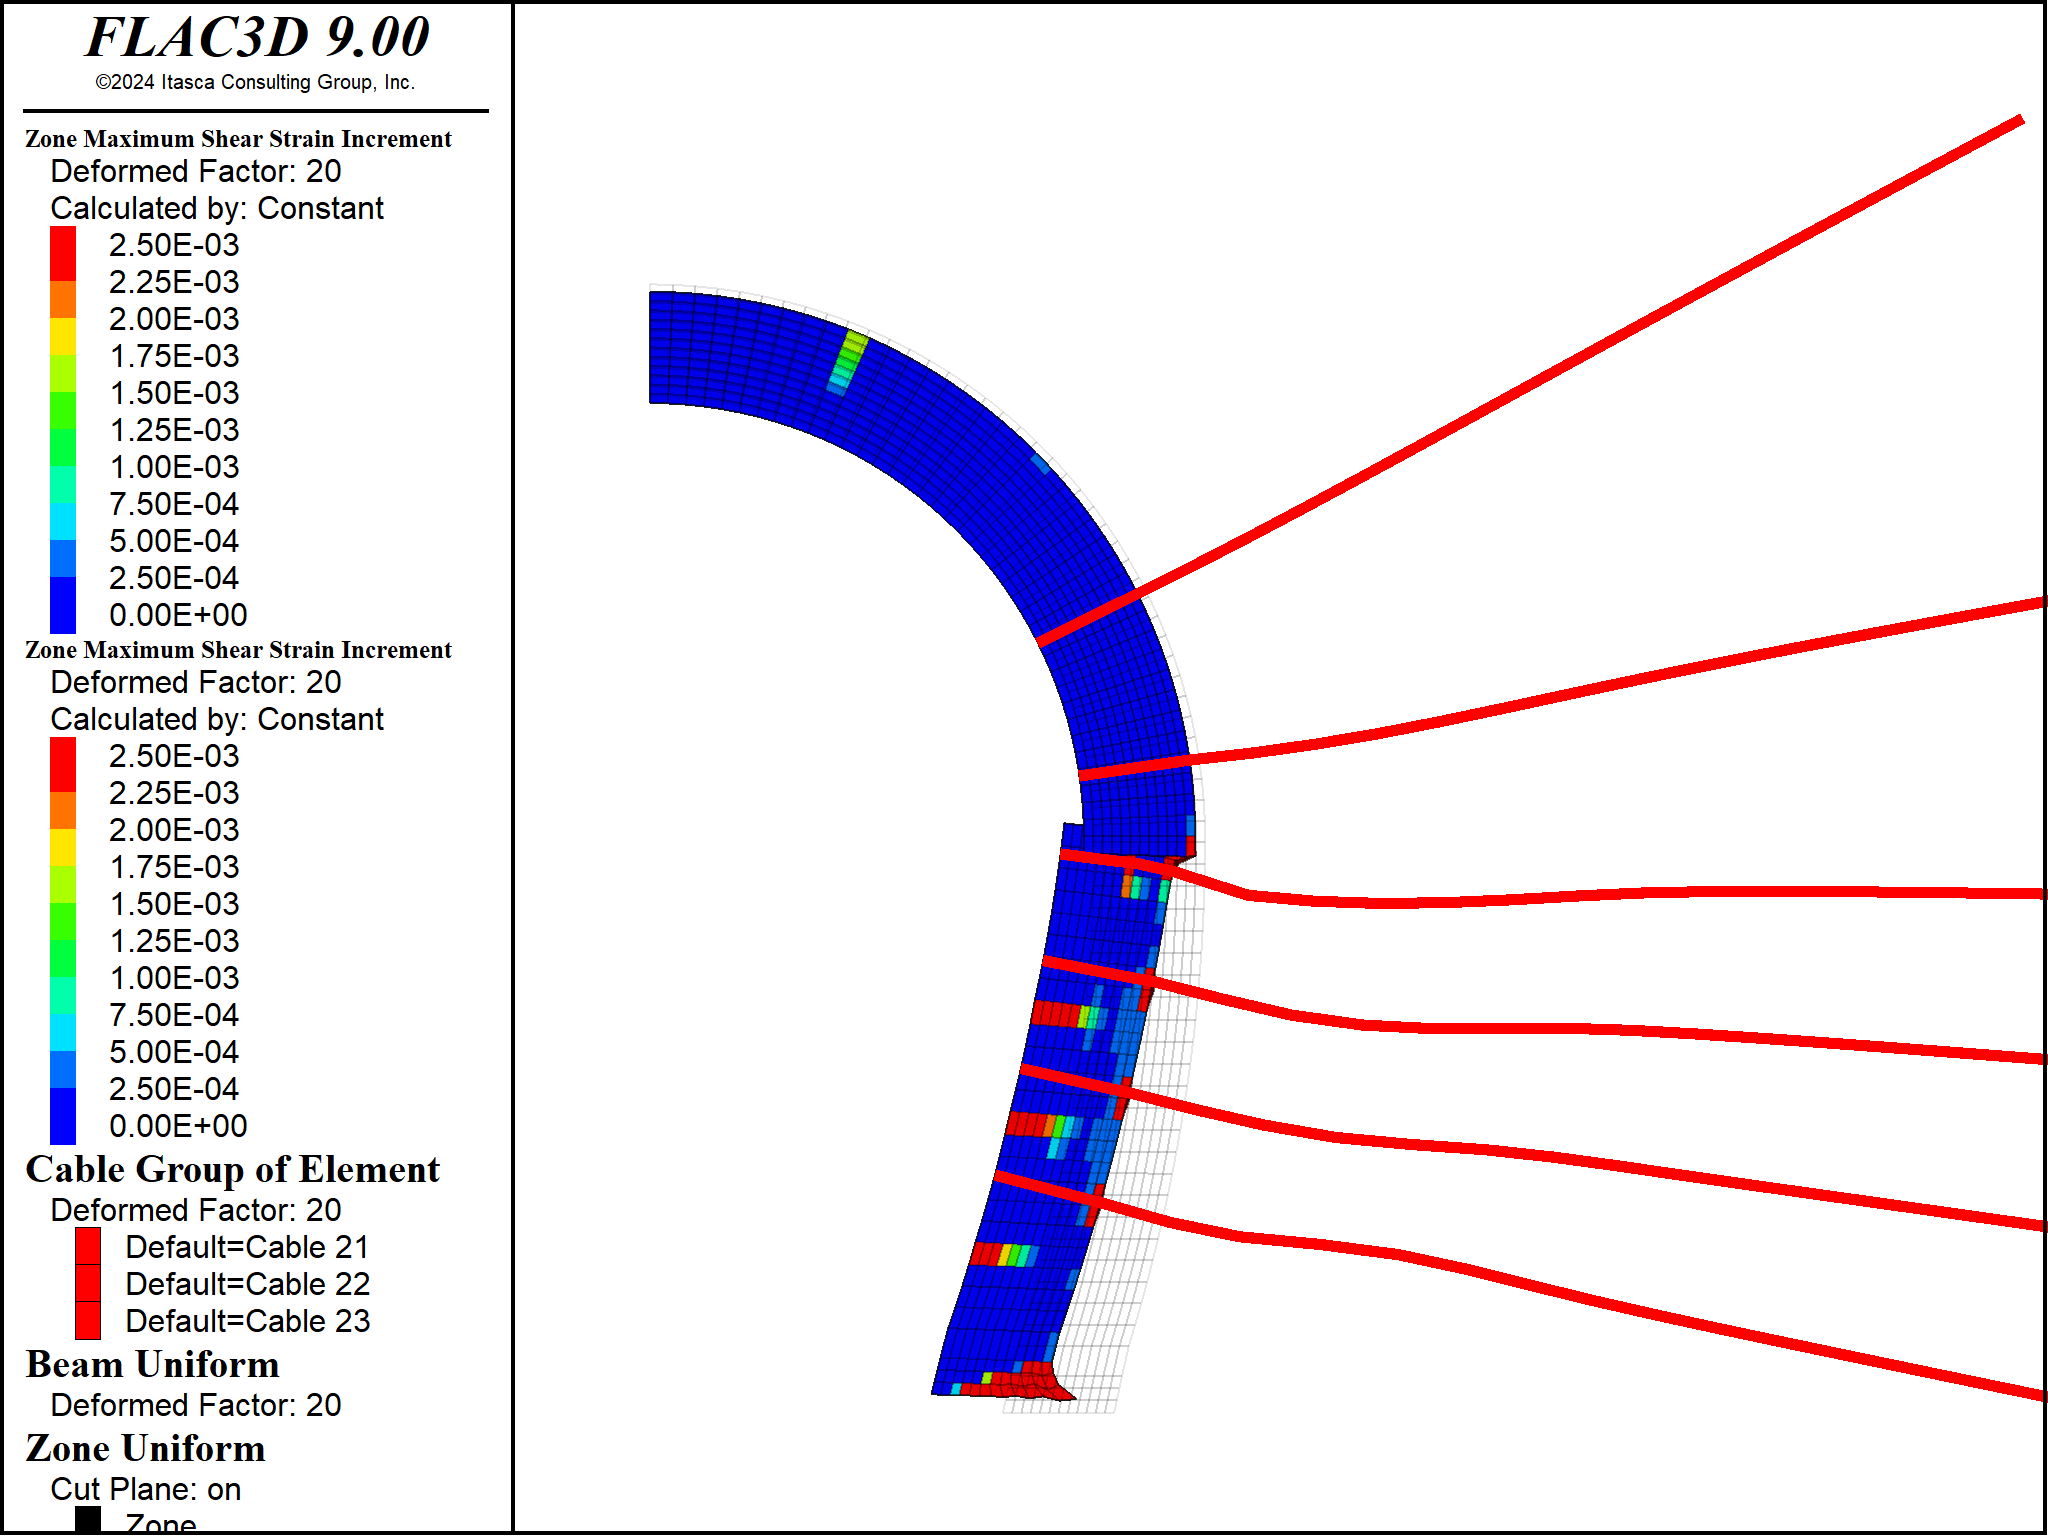 FLAC3D 9.00
©2024 Itasca Consulting Group, Inc.
Zone Maximum Shear Strain Increment
Deformed Factor: 20
Calculated by: Constant
2.50E-03
2.25E-03
2.00E-03
1.75E-03
1.50E-03
1.25E-03
1.00E-03
7.50E-04
5.00E-04
2.50E-04
0.00E+00
Zone Maximum Shear Strain Increment
Deformed Factor: 20
Calculated by: Constant
2.50E-03
2.25E-03
2.00E-03
1.75E-03
1.50E-03
1.25E-03
1.00E-03
7.50E-04
5.00E-04
2.50E-04
0.00E+00
Cable Group of Element
Deformed Factor: 20
Default=Cable 21
Default=Cable 22
Default=Cable 23
Beam Uniform
Deformed Factor: 20
Zone Uniform
Cut Plane: on
Zone